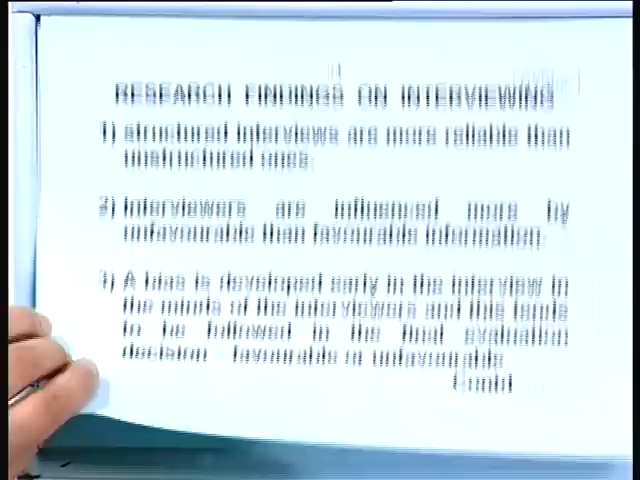 RESEARCH FINDINGS ON INTERVIEWING
1) structured interviews are more reliable than
unstructured ones.
2) Interviewers are influenced more by
unfavourable than favourable information.
3) A bias is developed early in the interview in
the minds of the interviewers and this tends
to be followed in the final evaluation
decision - favourable or unfavourable
Contd